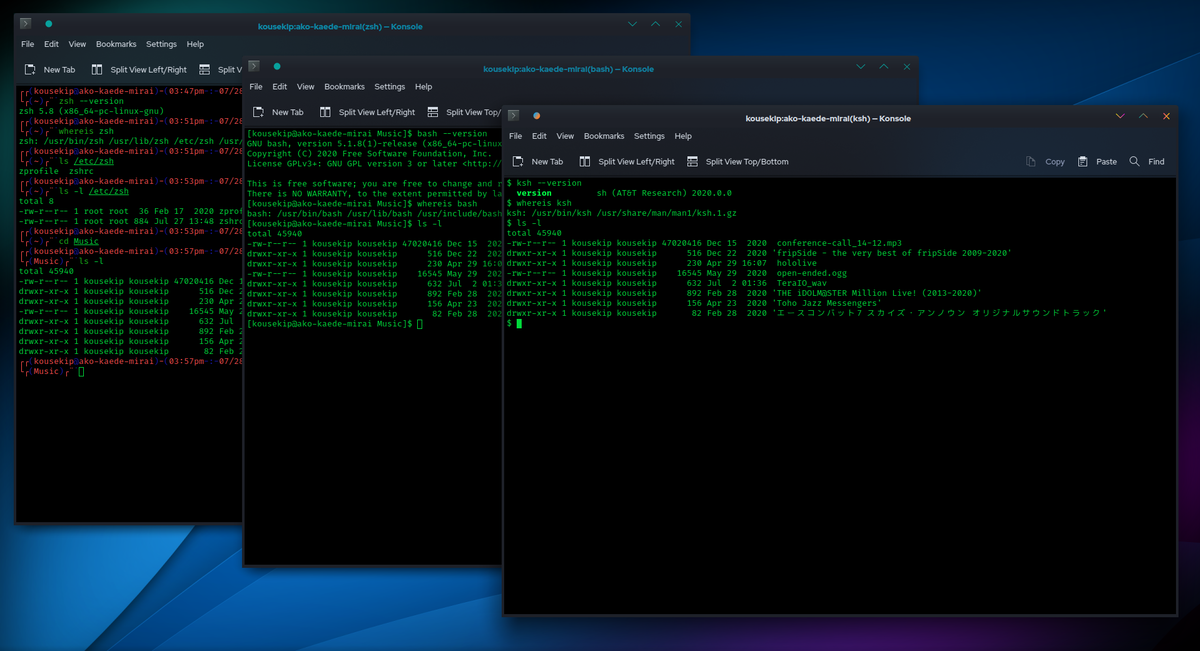 kousekip:ako-kaede-mirai(zsh) — Konsole
File Edit View Bookmarks Settings Help
New Tab Split View Left/Right Split V
┌┌(kousekip@ako-kaede-mirai)-(03:47pm-:-07/28
└┌(~)┌" zsh --version
zsh 5.8 (x86_64-pc-linux-gnu)
┌┌(kousekip@ako-kaede-mirai)-(03:51pm-:-07/28
└┌(~)┌" whereis zsh
zsh: /usr/bin/zsh /usr/lib/zsh /etc/zsh /usr/
┌┌(kousekip@ako-kaede-mirai)-(03:51pm-:-07/28
└┌(~)┌" ls /etc/zsh
zprofile zshrc
┌┌(kousekip@ako-kaede-mirai)-(03:53pm-:-07/28
└┌(~)┌" ls -l /etc/zsh
total 8
-rw-r--r-- 1 root root 36 Feb 17 2020 zprof
-rw-r--r-- 1 root root 884 Jul 27 13:48 zshrc
┌┌(kousekip@ako-kaede-mirai)-(03:53pm-:-07/28
└┌(~)┌" cd Music
┌┌(kousekip@ako-kaede-mirai)-(03:57pm-:-07/28
└┌(Music)┌" ls -l
total 45940
-rw-r--r-- 1 kousekip kousekip 47020416 Dec 1
drwxr-xr-x 1 kousekip kousekip 516 Dec 2
drwxr-xr-x 1 kousekip kousekip 230 Apr 2
-rw-r--r-- 1 kousekip kousekip 16545 May 2
drwxr-xr-x 1 kousekip kousekip 632 Jul
drwxr-xr-x 1 kousekip kousekip 892 Feb 2
drwxr-xr-x 1 kousekip kousekip 156 Apr 2
drwxr-xr-x 1 kousekip kousekip 82 Feb 2
┌┌(kousekip@ako-kaede-mirai)-(03:57pm-:-07/28
└┌(Music)┌"
kousekip:ako-kaede-mirai(bash) — Konsole
File Edit View Bookmarks Settings Help
New Tab Split View Left/Right Split View Top/
[kousekip@ako-kaede-mirai Music]$ bash --version
GNU bash, version 5.1.8(1)-release (x86_64-pc-linux
Copyright (C) 2020 Free Software Foundation, Inc.
License GPLv3+: GNU GPL version 3 or later <http://
This is free software; you are free to change and r
There is NO WARRANTY, to the extent permitted by la
[kousekip@ako-kaede-mirai Music]$ whereis bash
bash: /usr/bin/bash /usr/lib/bash /usr/include/bash
[kousekip@ako-kaede-mirai Music]$ ls -l
total 45940
-rw-r--r-- 1 kousekip kousekip 47020416 Dec 15 202
drwxr-xr-x 1 kousekip kousekip 516 Dec 22 202
drwxr-xr-x 1 kousekip kousekip 230 Apr 29 16:0
-rw-r--r-- 1 kousekip kousekip 16545 May 29 202
drwxr-xr-x 1 kousekip kousekip 632 Jul 2 01:3
drwxr-xr-x 1 kousekip kousekip 892 Feb 28 202
drwxr-xr-x 1 kousekip kousekip 156 Apr 23 202
drwxr-xr-x 1 kousekip kousekip 82 Feb 28 202
[kousekip@ako-kaede-mirai Music]$
kousekip:ako-kaede-mirai(ksh) — Konsole
File Edit View Bookmarks Settings Help
New Tab Split View Left/Right Split View Top/Bottom Copy Paste Find
$ ksh --version
version sh (AT&T Research) 2020.0.0
$ whereis ksh
ksh: /usr/bin/ksh /usr/share/man/man1/ksh.1.gz
$ ls -l
total 45940
-rw-r--r-- 1 kousekip kousekip 47020416 Dec 15 2020 conference-call_14-12.mp3
drwxr-xr-x 1 kousekip kousekip 516 Dec 22 2020 'fripSide - the very best of fripSide 2009-2020'
drwxr-xr-x 1 kousekip kousekip 230 Apr 29 16:07 hololive
-rw-r--r-- 1 kousekip kousekip 16545 May 29 2020 open-ended.ogg
drwxr-xr-x 1 kousekip kousekip 632 Jul 2 01:36 TeraIO_wav
drwxr-xr-x 1 kousekip kousekip 892 Feb 28 2020 'THE iDOLM@STER Million Live! (2013-2020)'
drwxr-xr-x 1 kousekip kousekip 156 Apr 23 2020 'Toho Jazz Messengers'
drwxr-xr-x 1 kousekip kousekip 82 Feb 28 2020 'エースコンバット7 スカイズ・アンノウン オリジナルサウンドトラック'
$